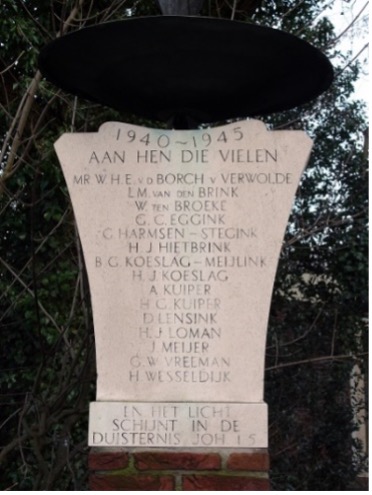 1940~1945
AAN HEN DIE VIELEN
MR W.H.E. v.d BORCH v VERWOLDE
I.M. VAN DEN BRINK
W. TEN BROEKE
G.C. EGGINK
G HARMSEN-STEGINK
H J HIETBRINK
B.G. KOESLAG-MEIJLINK
H.J. KOESLAG
A. KUIPER
H G KUIPER
D. LENSINK
H.J. LOMAN
J. MEIJER
G.W. VREEMAN
H. WESSELDIJK
EN HET LICHT
SCHIJNT IN DE
DUISTERNIS, JOH 1.5